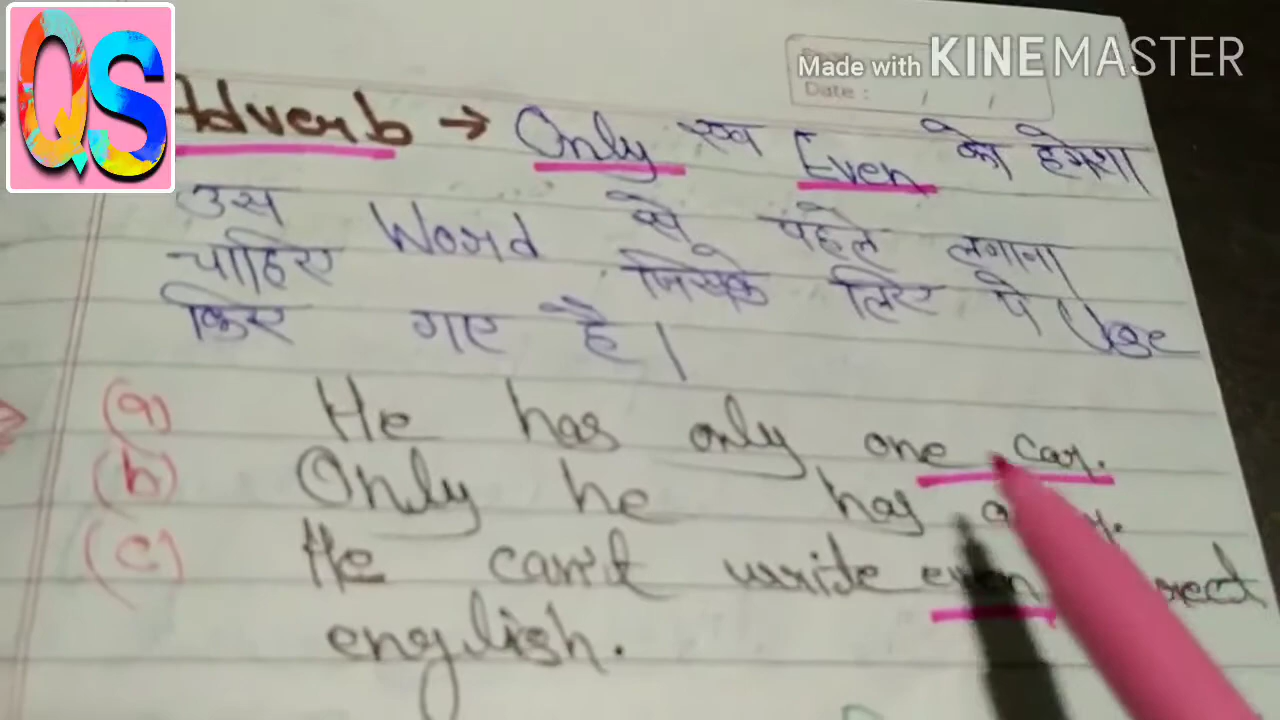 QS
Made with KINEMASTER
Date : / /
Adverb → Only एवं Even को हमेशा
उस Word से पहले लगाना
चाहिए जिसके लिए ये Use
किए गए है।
(a) He has only one car.
(b) Only he has a
(c) He can't write even
english.